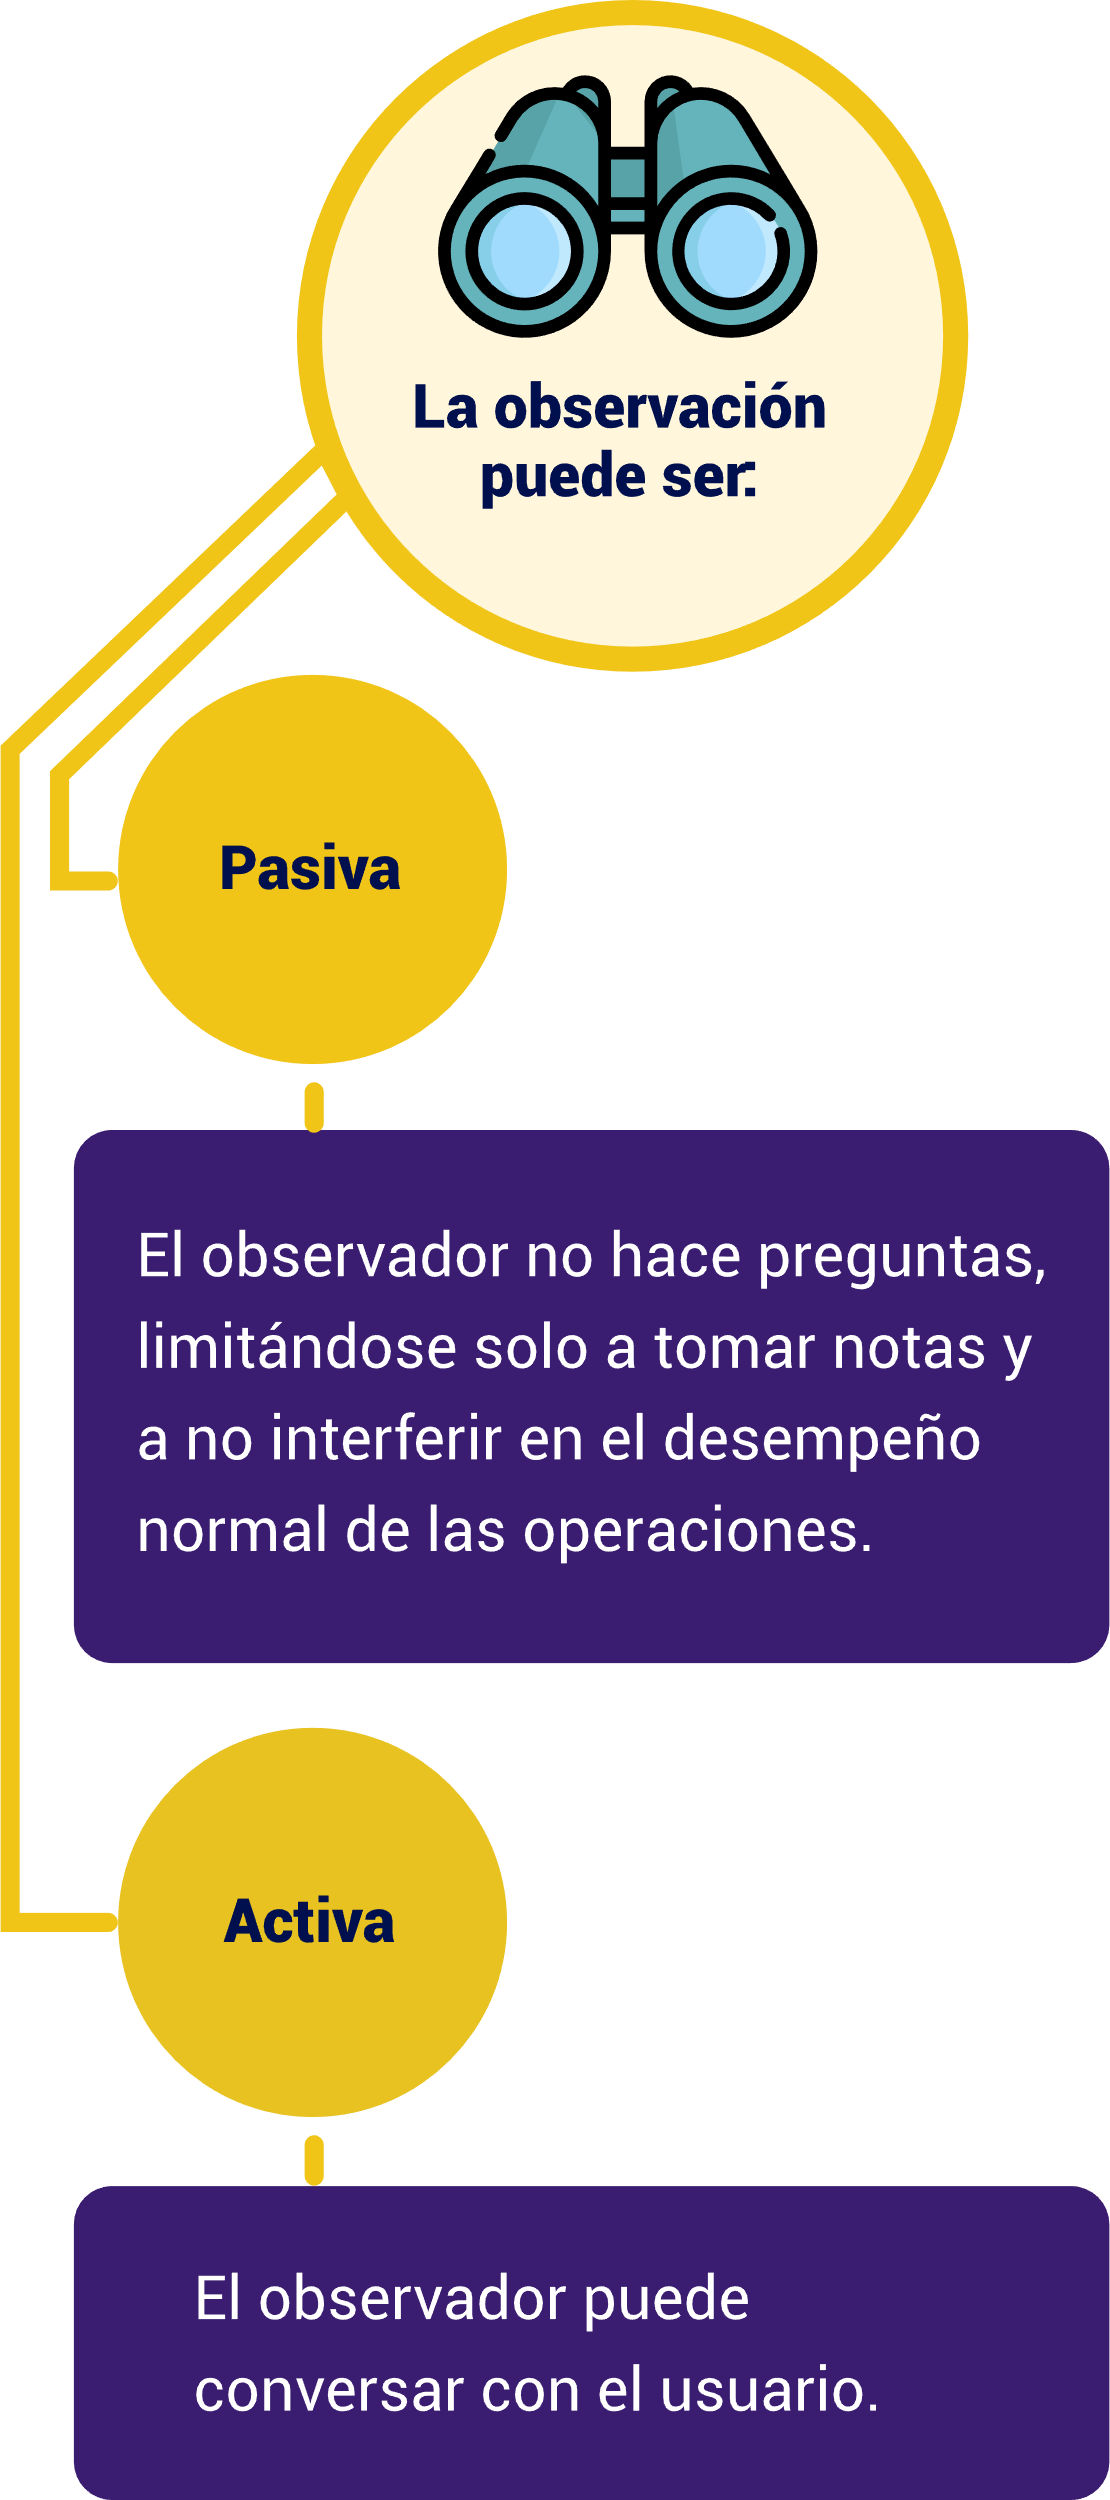 La observación
puede ser:
Pasiva
El observador no hace preguntas,
limitándose solo a tomar notas y
a no interferir en el desempeño
normal de las operaciones.
Activa
El observador puede
conversar con el usuario.